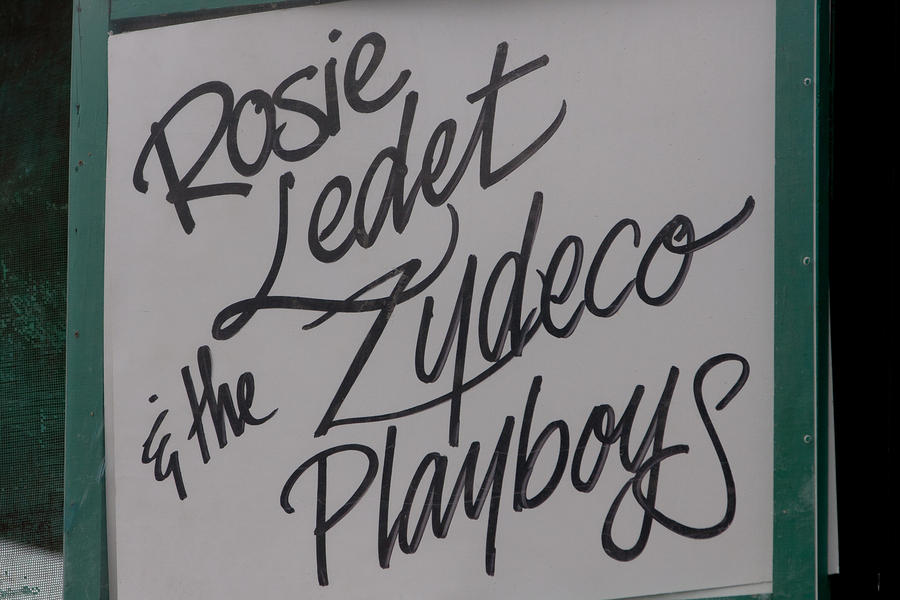 Rosie
Ledet
& the Zydeco
Playboys